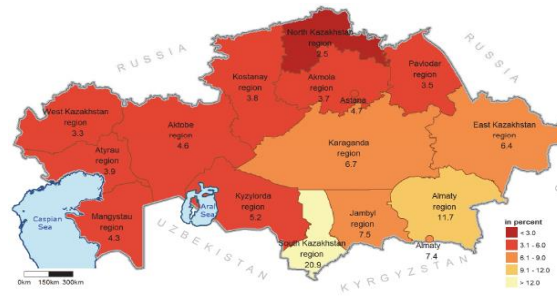 RUSSIA
North Kazakhstan
region
2.5
RUSSIA
Kostanay
region
3.8
Akmola
region
3.7
Astana
4.7
Pavlodar
region
3.5
West Kazakhstan
region
3.3
Aktobe
region
4.6
Atyrau
region
3.9
Karaganda
region
6.7
East Kazakhstan
region
6.4
Caspian
Sea
Mangystau
region
4.3
Aral
Sea
Kyzylorda
region
5.2
South Kazakhstan
region
20.9
Jambyl
region
7.5
Almaty
region
11.7
Almaty
7.4
UZBEKISTAN
KYRGYZSTAN
C
0km 150km 300km
in percent
< 3.0
3.1 - 6.0
6.1 - 9.0
9.1 - 12.0
> 12.0